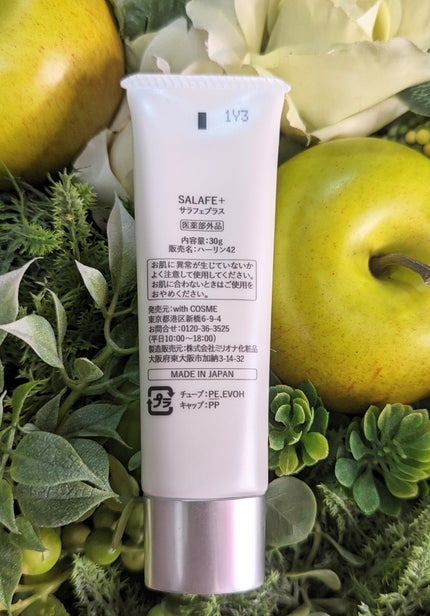 1Y3
SALAFE+
サラフェプラス
医薬部外品
内容量:30g
販売名:ハーリン42
お肌に異常が生じていないか
よく注意して使用してください。
お肌に合わないときはご使用を
おやめください。
発売元:with COSME
東京都港区新橋6-9-4
お問合せ:0120-36-3525
(平日10:00〜18:00)
製造販売元:株式会社ミリオナ化粧品
大阪府東大阪市加納3-14-32
MADE IN JAPAN
プラ
チューブ:PE,EVOH
キャップ:PP